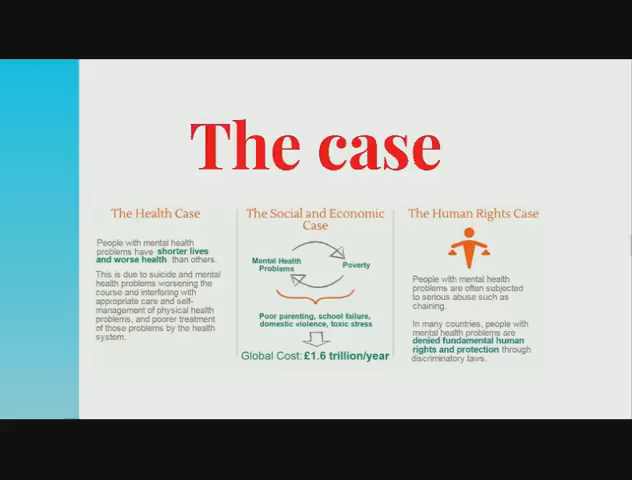 The case
The Health Case
People with mental health
problems have shorter lives
and worse health than others.
This is due to suicide and mental
health problems worsening the
course and interfering with
appropriate care and self-
management of physical health
problems, and poorer treatment
of those problems by the health
system.
The Social and Economic
Case
Mental Health
Problems
Poverty
Poor parenting, school failure,
domestic violence, toxic stress
Global Cost: £1.6 trillion/year
The Human Rights Case
People with mental health
problems are often subjected
to serious abuse such as
chaining.
In many countries, people with
mental health problems are
denied fundamental human
rights and protection through
discriminatory laws.